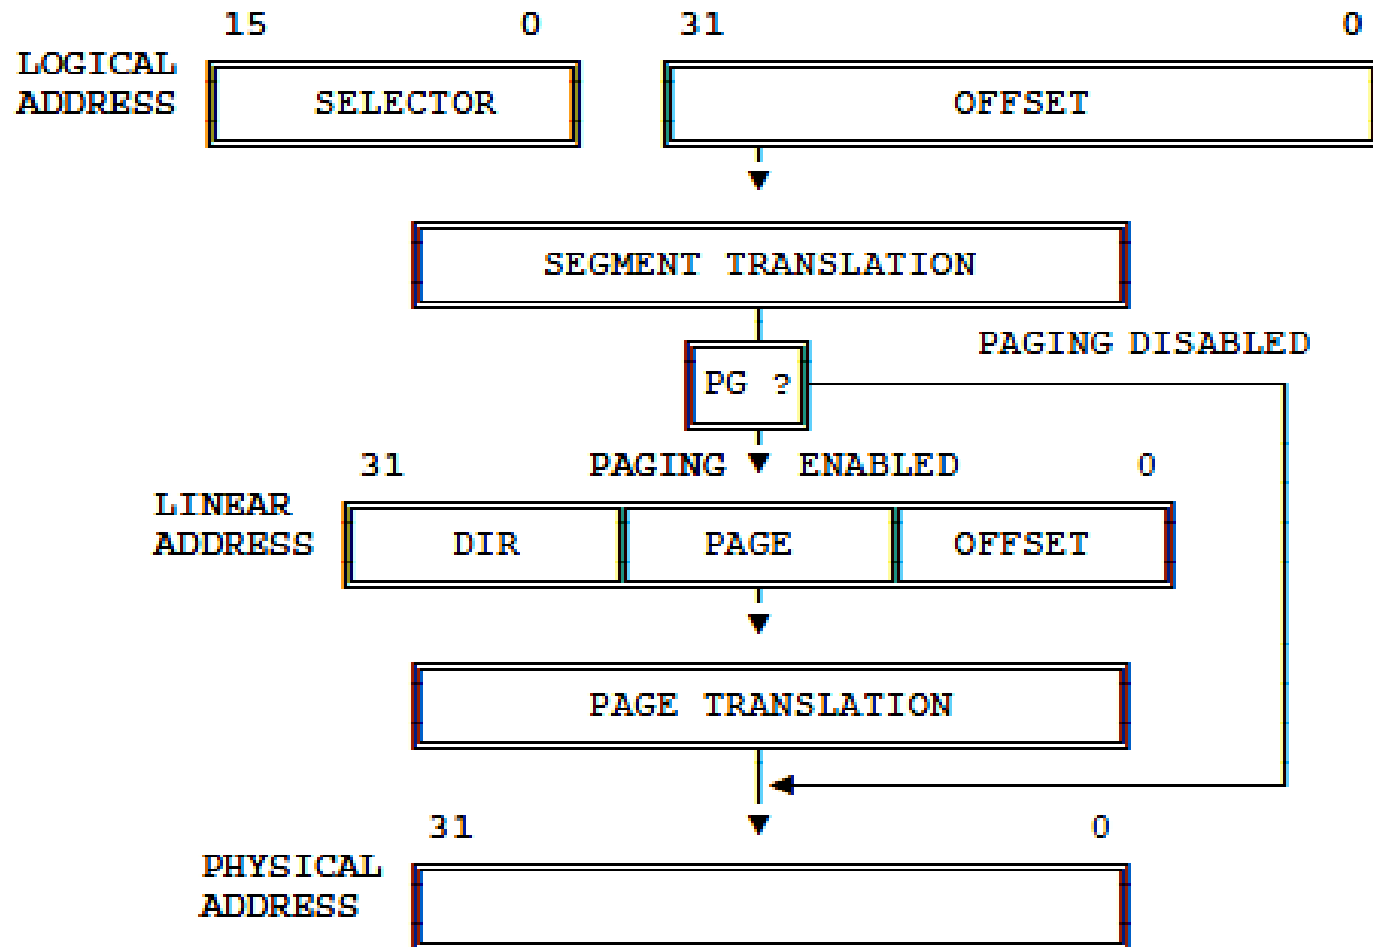 15 0 31 0
LOGICAL
ADDRESS SELECTOR OFFSET
SEGMENT TRANSLATION
PAGING DISABLED
PG ?
31 PAGING ENABLED 0
LINEAR
ADDRESS DIR PAGE OFFSET
PAGE TRANSLATION
31 0
PHYSICAL
ADDRESS